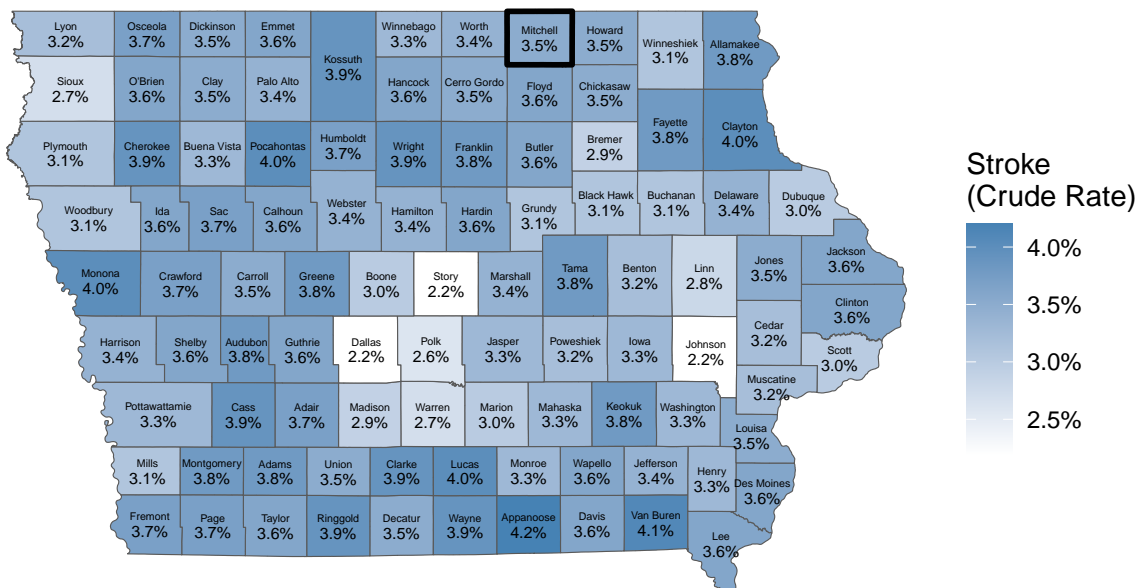 Lyon
3.2%
Osceola
3.7%
Dickinson
3.5%
Emmet
3.6%
Kossuth
3.9%
Winnebago
3.3%
Worth
3.4%
Mitchell
3.5%
Howard
3.5%
Winneshiek
3.1%
Allamakee
3.8%
Sioux
2.7%
O'Brien
3.6%
Clay
3.5%
Palo Alto
3.4%
Hancock
3.6%
Cerro Gordo
3.5%
Floyd
3.6%
Chickasaw
3.5%
Fayette
3.8%
Clayton
4.0%
Plymouth
3.1%
Cherokee
3.9%
Buena Vista
3.3%
Pocahontas
4.0%
Humboldt
3.7%
Wright
3.9%
Franklin
3.8%
Butler
3.6%
Bremer
2.9%
Woodbury
3.1%
Ida
3.6%
Sac
3.7%
Calhoun
3.6%
Webster
3.4%
Hamilton
3.4%
Hardin
3.6%
Grundy
3.1%
Black Hawk
3.1%
Buchanan
3.1%
Delaware
3.4%
Dubuque
3.0%
Monona
4.0%
Crawford
3.7%
Carroll
3.5%
Greene
3.8%
Boone
3.0%
Story
2.2%
Marshall
3.4%
Tama
3.8%
Benton
3.2%
Linn
2.8%
Jones
3.5%
Jackson
3.6%
Clinton
3.6%
Harrison
3.4%
Shelby
3.6%
Audubon
3.8%
Guthrie
3.6%
Dallas
2.2%
Polk
2.6%
Jasper
3.3%
Poweshiek
3.2%
Iowa
3.3%
Johnson
2.2%
Cedar
3.2%
Scott
3.0%
Muscatine
3.2%
Pottawattamie
3.3%
Cass
3.9%
Adair
3.7%
Madison
2.9%
Warren
2.7%
Marion
3.0%
Mahaska
3.3%
Keokuk
3.8%
Washington
3.3%
Louisa
3.5%
Mills
3.1%
Montgomery
3.8%
Adams
3.8%
Union
3.5%
Clarke
3.9%
Lucas
4.0%
Monroe
3.3%
Wapello
3.6%
Jefferson
3.4%
Henry
3.3%
Des Moines
3.6%
Fremont
3.7%
Page
3.7%
Taylor
3.6%
Ringgold
3.9%
Decatur
3.5%
Wayne
3.9%
Appanoose
4.2%
Davis
3.6%
Van Buren
4.1%
Lee
3.6%
Stroke
(Crude Rate)
4.0%
3.5%
3.0%
2.5%